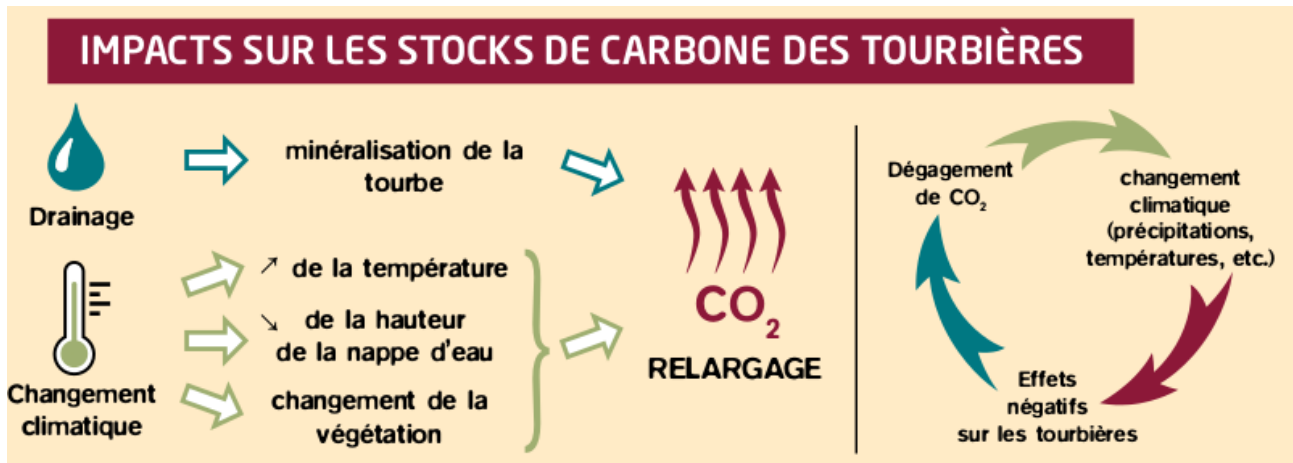 IMPACTS SUR LES STOCKS DE CARBONE DES TOURBIÈRES
Drainage
minéralisation de la
tourbe
Changement
climatique
↗ de la température
↘ de la hauteur
de la nappe d'eau
changement de la
végétation
CO₂
RELARGAGE
Dégagement
de CO₂
changement
climatique
(précipitations,
températures, etc.)
Effets
négatifs
sur les tourbières